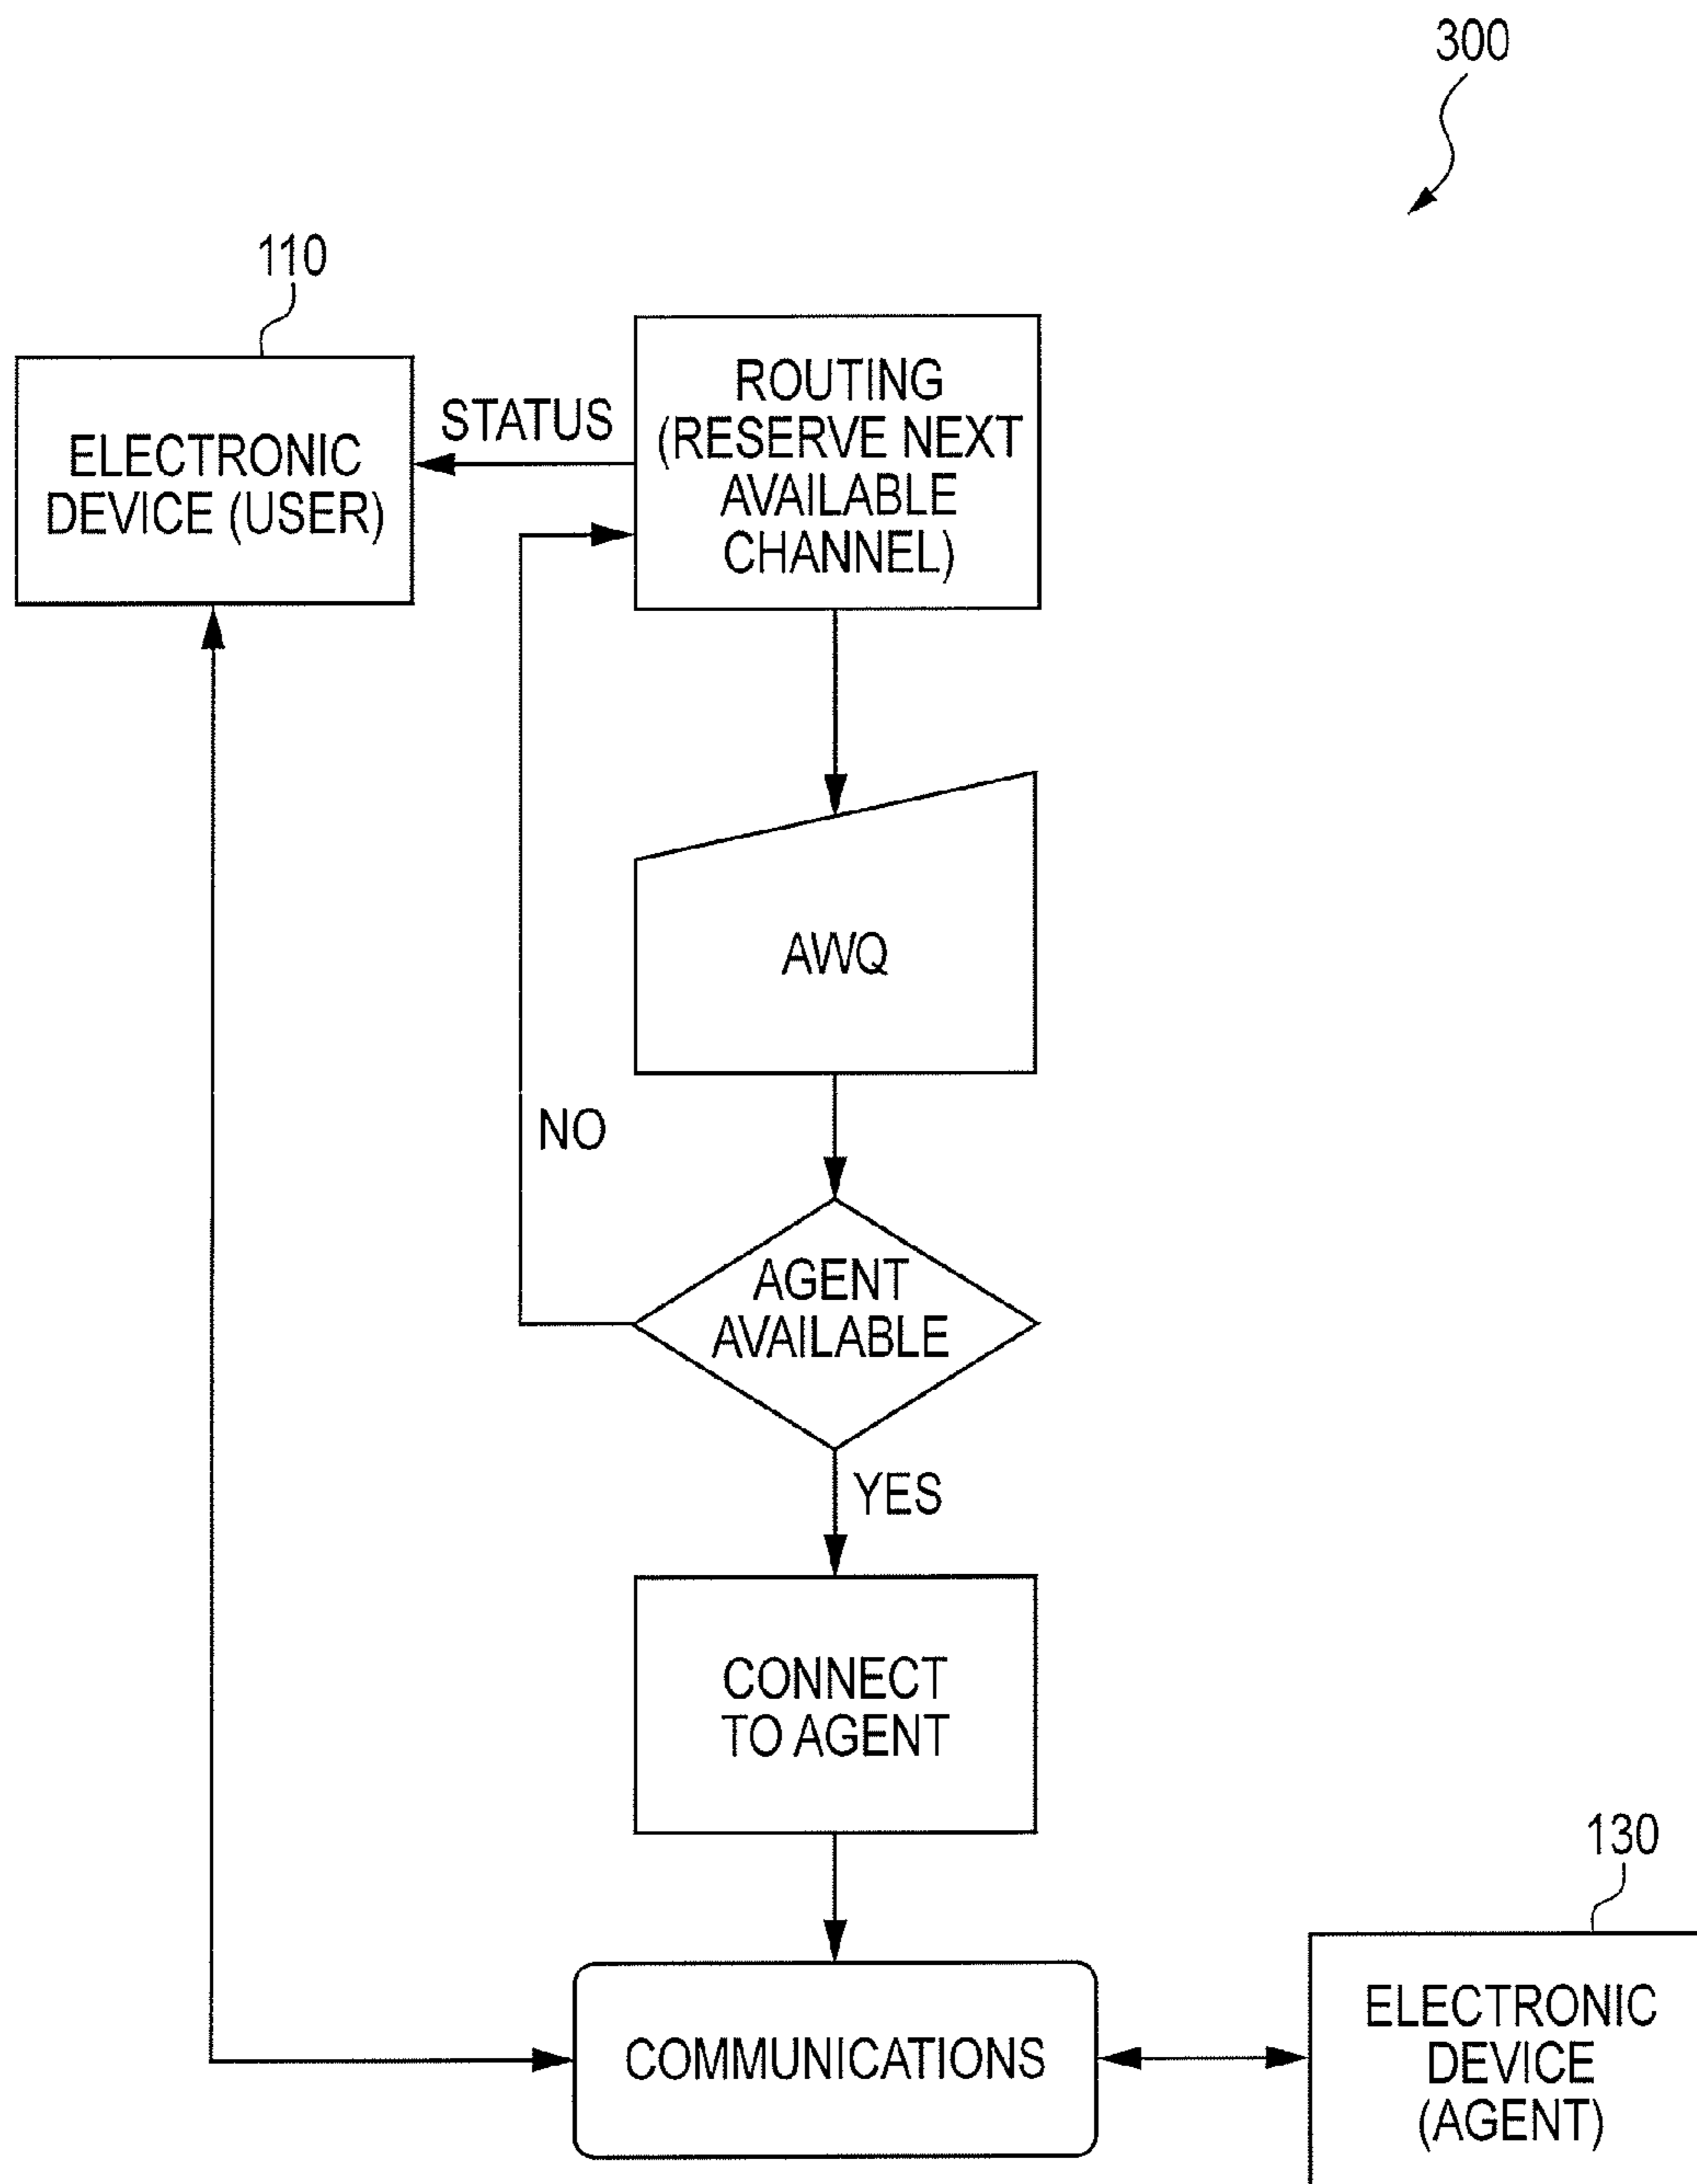 300
110
ELECTRONIC
DEVICE (USER)
STATUS
ROUTING
(RESERVE NEXT
AVAILABLE
CHANNEL)
AWQ
NO
AGENT
AVAILABLE
YES
CONNECT
TO AGENT
130
COMMUNICATIONS
ELECTRONIC
DEVICE
(AGENT)